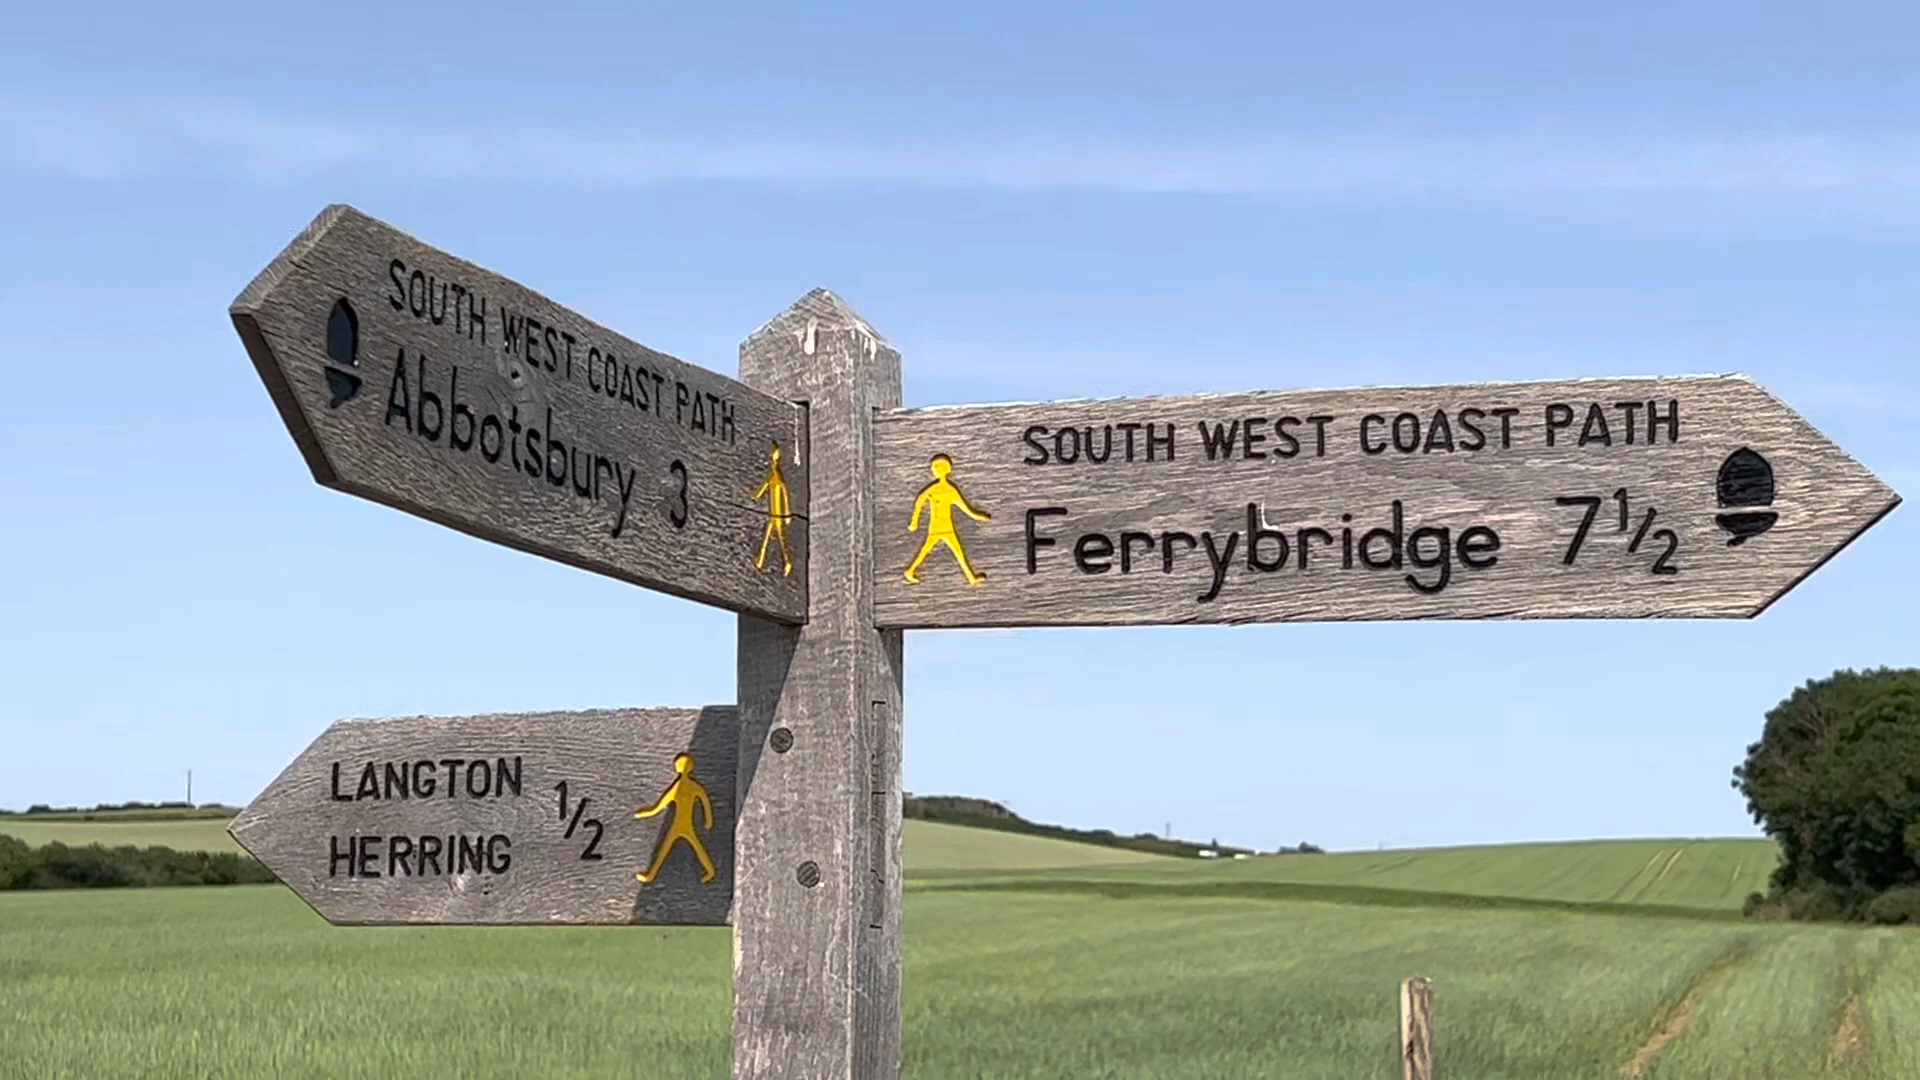 SOUTH WEST COAST PATH
Abbotsbury 3
SOUTH WEST COAST PATH
Ferrybridge 7½
LANGTON
HERRING ½